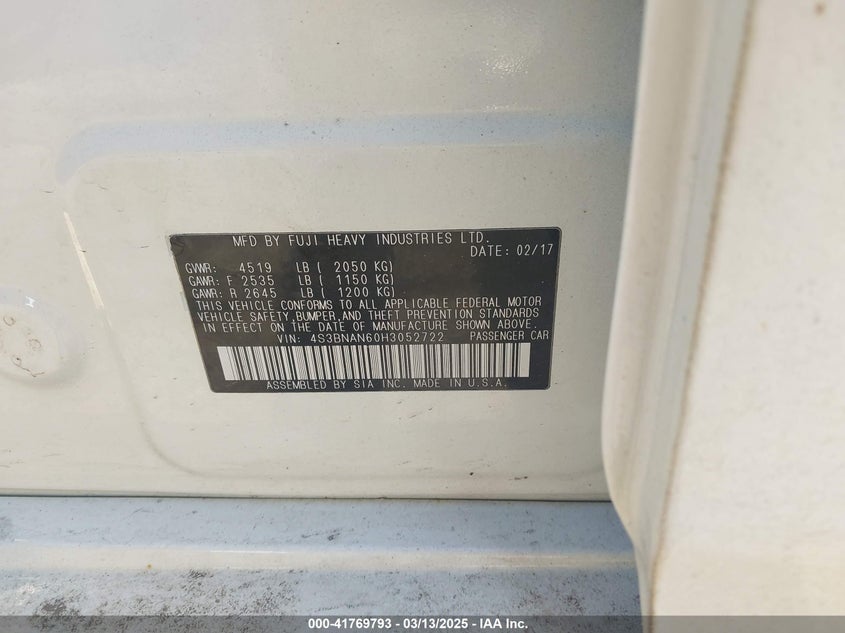 MFD BY FUJI HEAVY INDUSTRIES LTD.
DATE: 02/17
GVWR: 4519 LB ( 2050 KG)
GAWR: F 2535 LB ( 1150 KG)
GAWR: R 2645 LB ( 1200 KG)
THIS VEHICLE CONFORMS TO ALL APPLICABLE FEDERAL MOTOR
VEHICLE SAFETY,BUMPER,AND THEFT PREVENTION STANDARDS
IN EFFECT ON THE DATE OF MANUFACTURE SHOWN ABOVE.
VIN: 4S3BNAN60H3052722 PASSENGER CAR
ASSEMBLED BY SIA INC. MADE IN U.S.A.
000-41769793 — 03/13/2025 — IAA Inc.